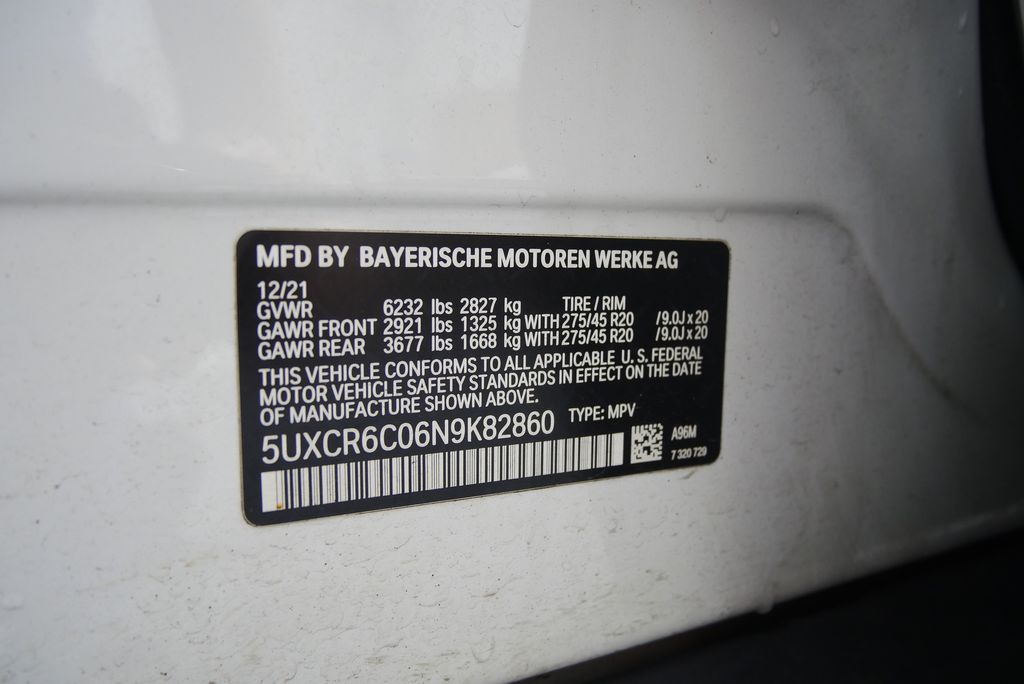 MFD BY BAYERISCHE MOTOREN WERKE AG
12/21
GVWR 6232 lbs 2827 kg TIRE / RIM
GAWR FRONT 2921 lbs 1325 kg WITH 275/45 R20 /9.0J x 20
GAWR REAR 3677 lbs 1668 kg WITH 275/45 R20 /9.0J x 20
THIS VEHICLE CONFORMS TO ALL APPLICABLE U. S. FEDERAL
MOTOR VEHICLE SAFETY STANDARDS IN EFFECT ON THE DATE
OF MANUFACTURE SHOWN ABOVE.
5UXCR6C06N9K82860 TYPE: MPV
A96M
7 320 729